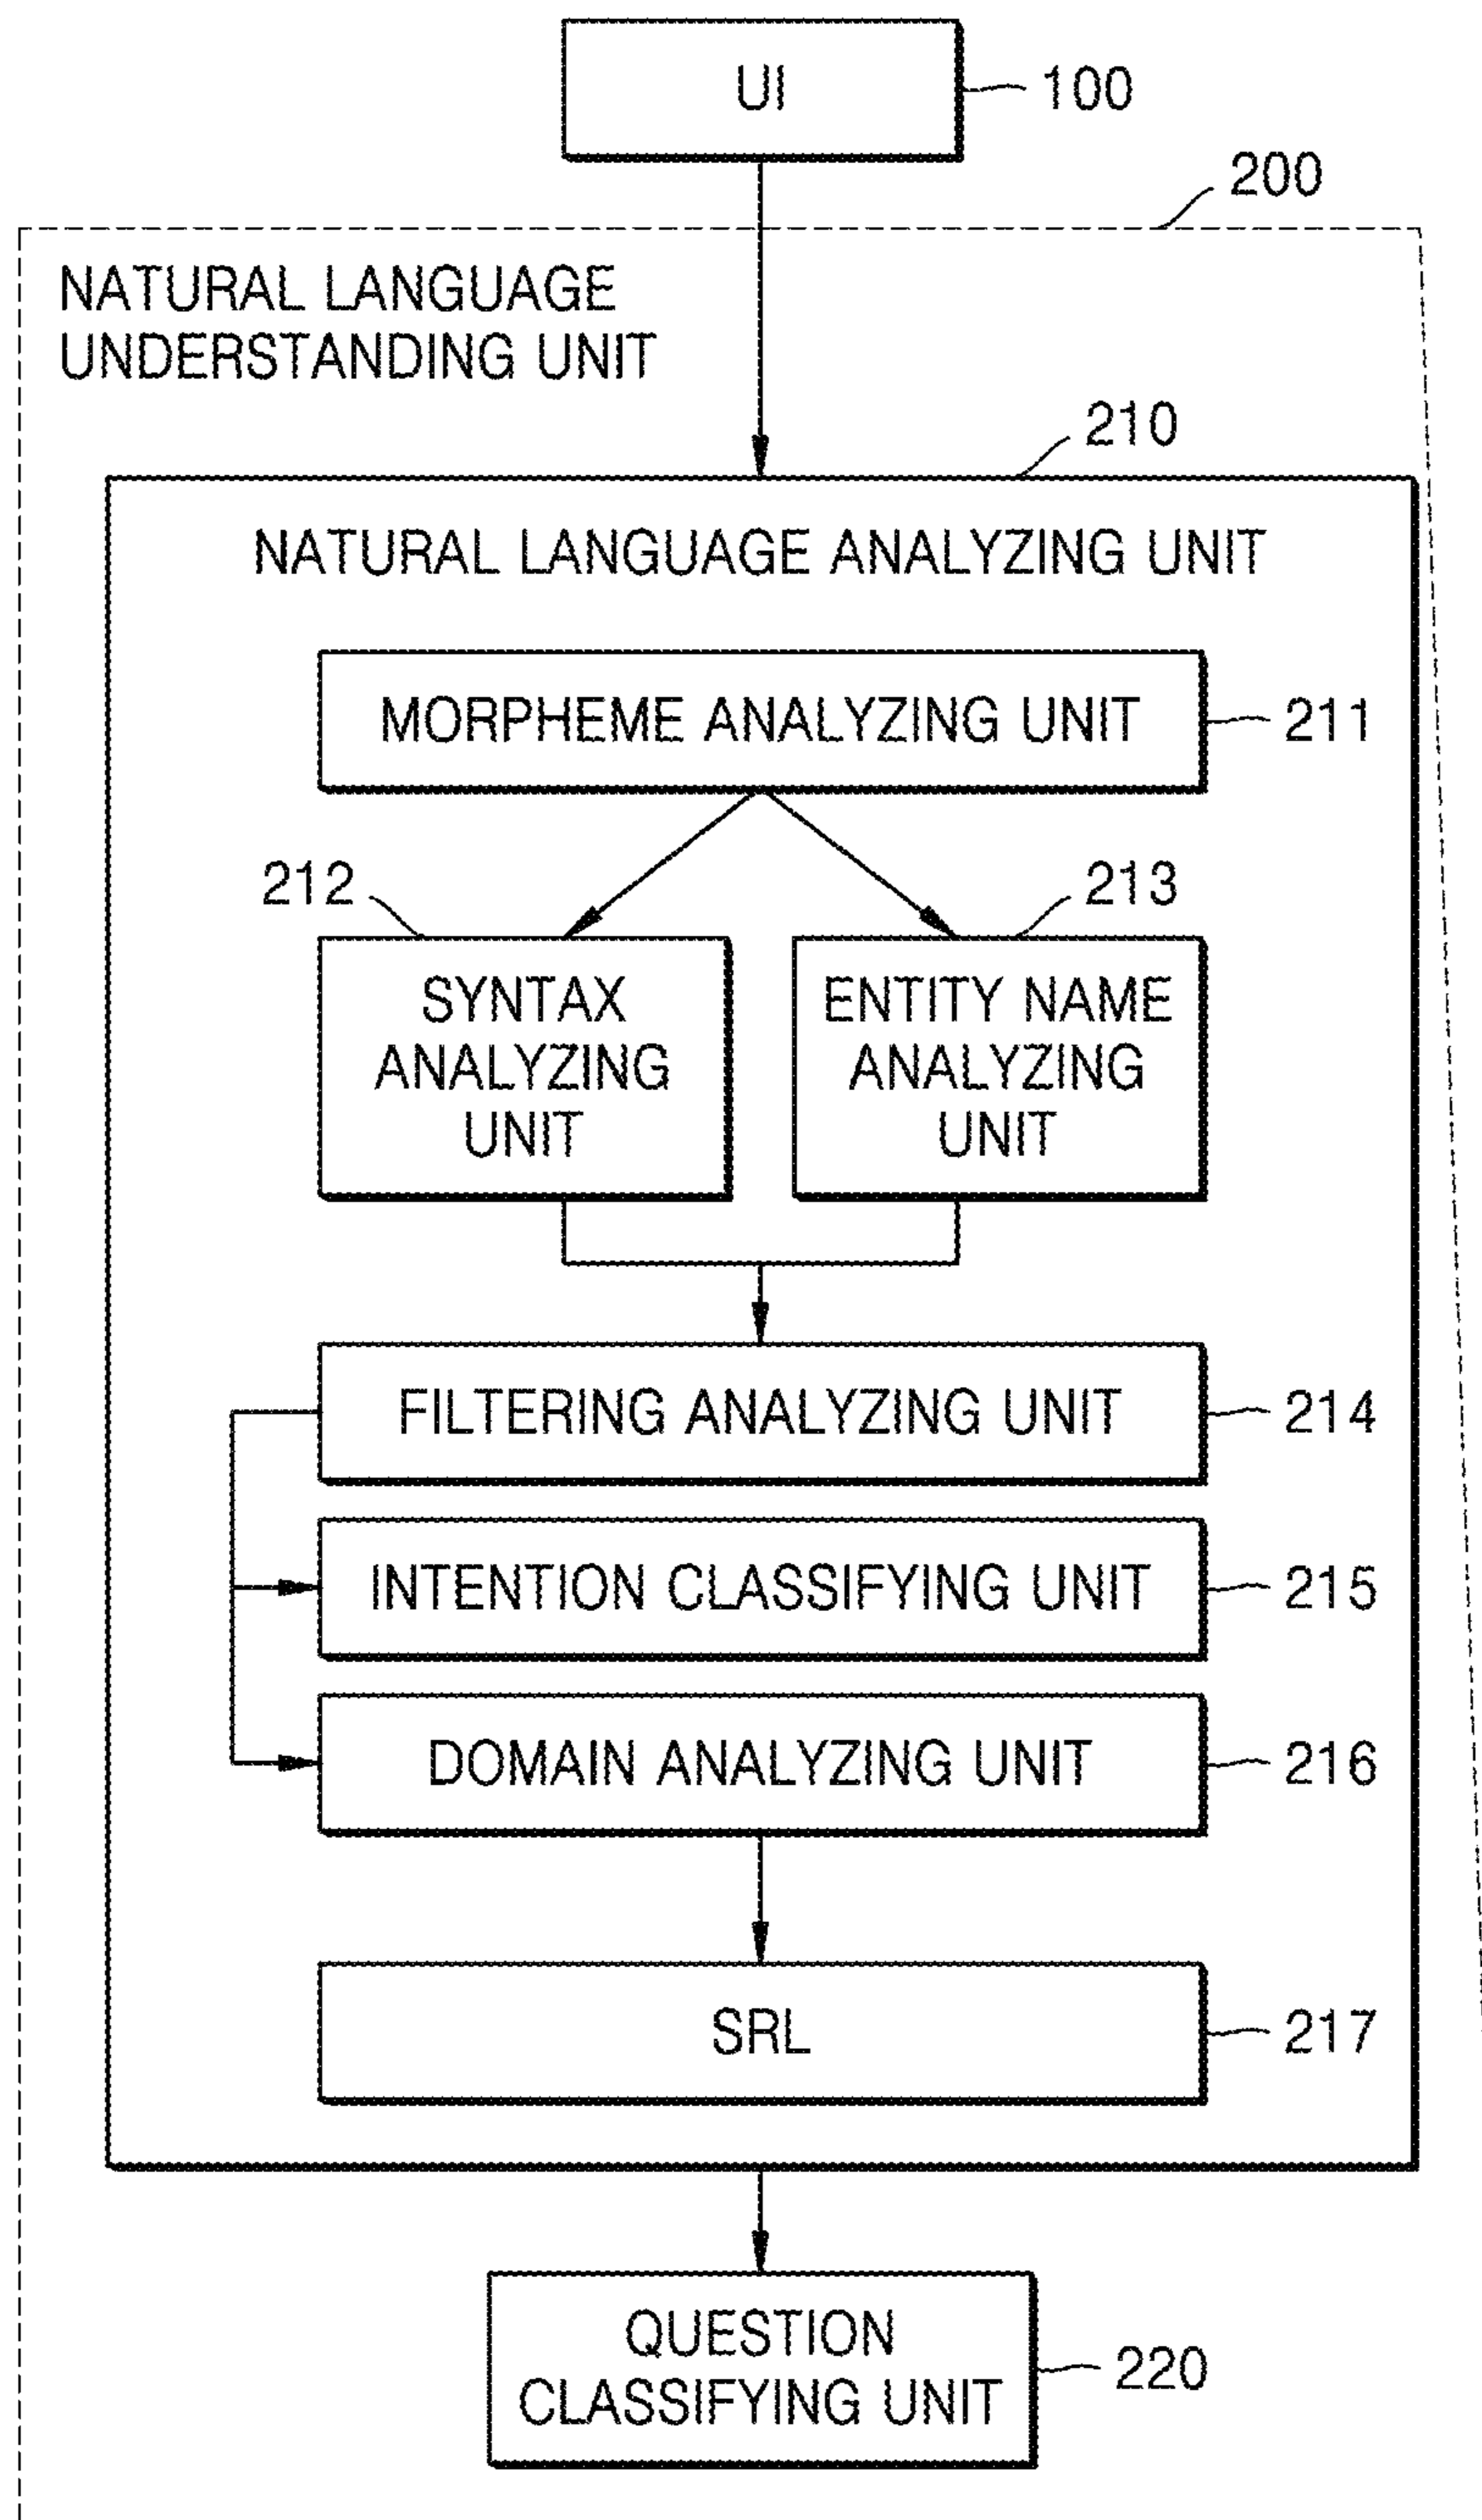 UI
100
200
NATURAL LANGUAGE
UNDERSTANDING UNIT
210
NATURAL LANGUAGE ANALYZING UNIT
MORPHEME ANALYZING UNIT
211
212
213
SYNTAX
ANALYZING
UNIT
ENTITY NAME
ANALYZING
UNIT
FILTERING ANALYZING UNIT
214
INTENTION CLASSIFYING UNIT
215
DOMAIN ANALYZING UNIT
216
SRL
217
QUESTION
CLASSIFYING UNIT
220